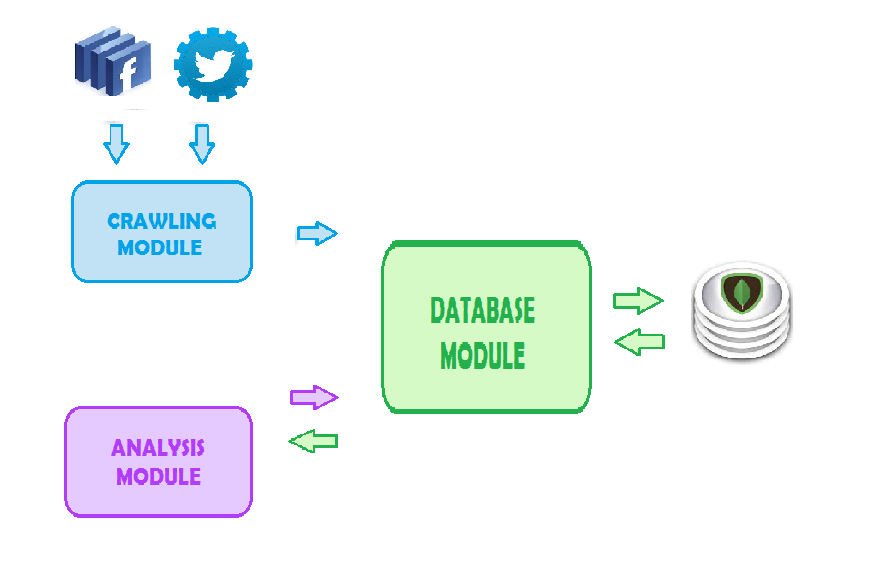 CRAWLING
MODULE
DATABASE
MODULE
ANALYSIS
MODULE